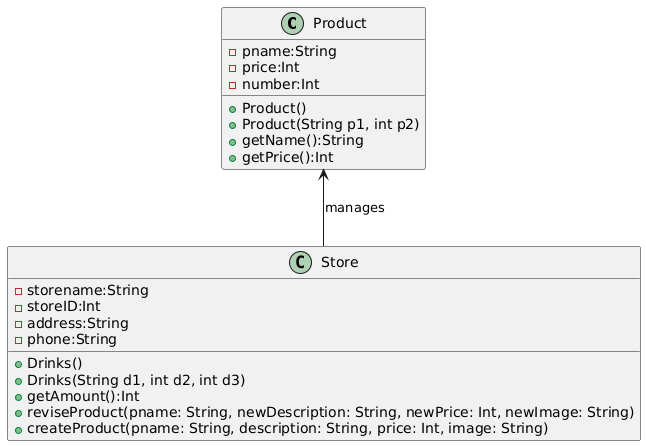 C Product
pname:String
price:Int
number:Int
Product()
Product(String p1, int p2)
getName():String
getPrice():Int
manages
C Store
storename:String
storeID:Int
address:String
phone:String
Drinks()
Drinks(String d1, int d2, int d3)
getAmount():Int
reviseProduct(pname: String, newDescription: String, newPrice: Int, newImage: String)
createProduct(pname: String, description: String, price: Int, image: String)